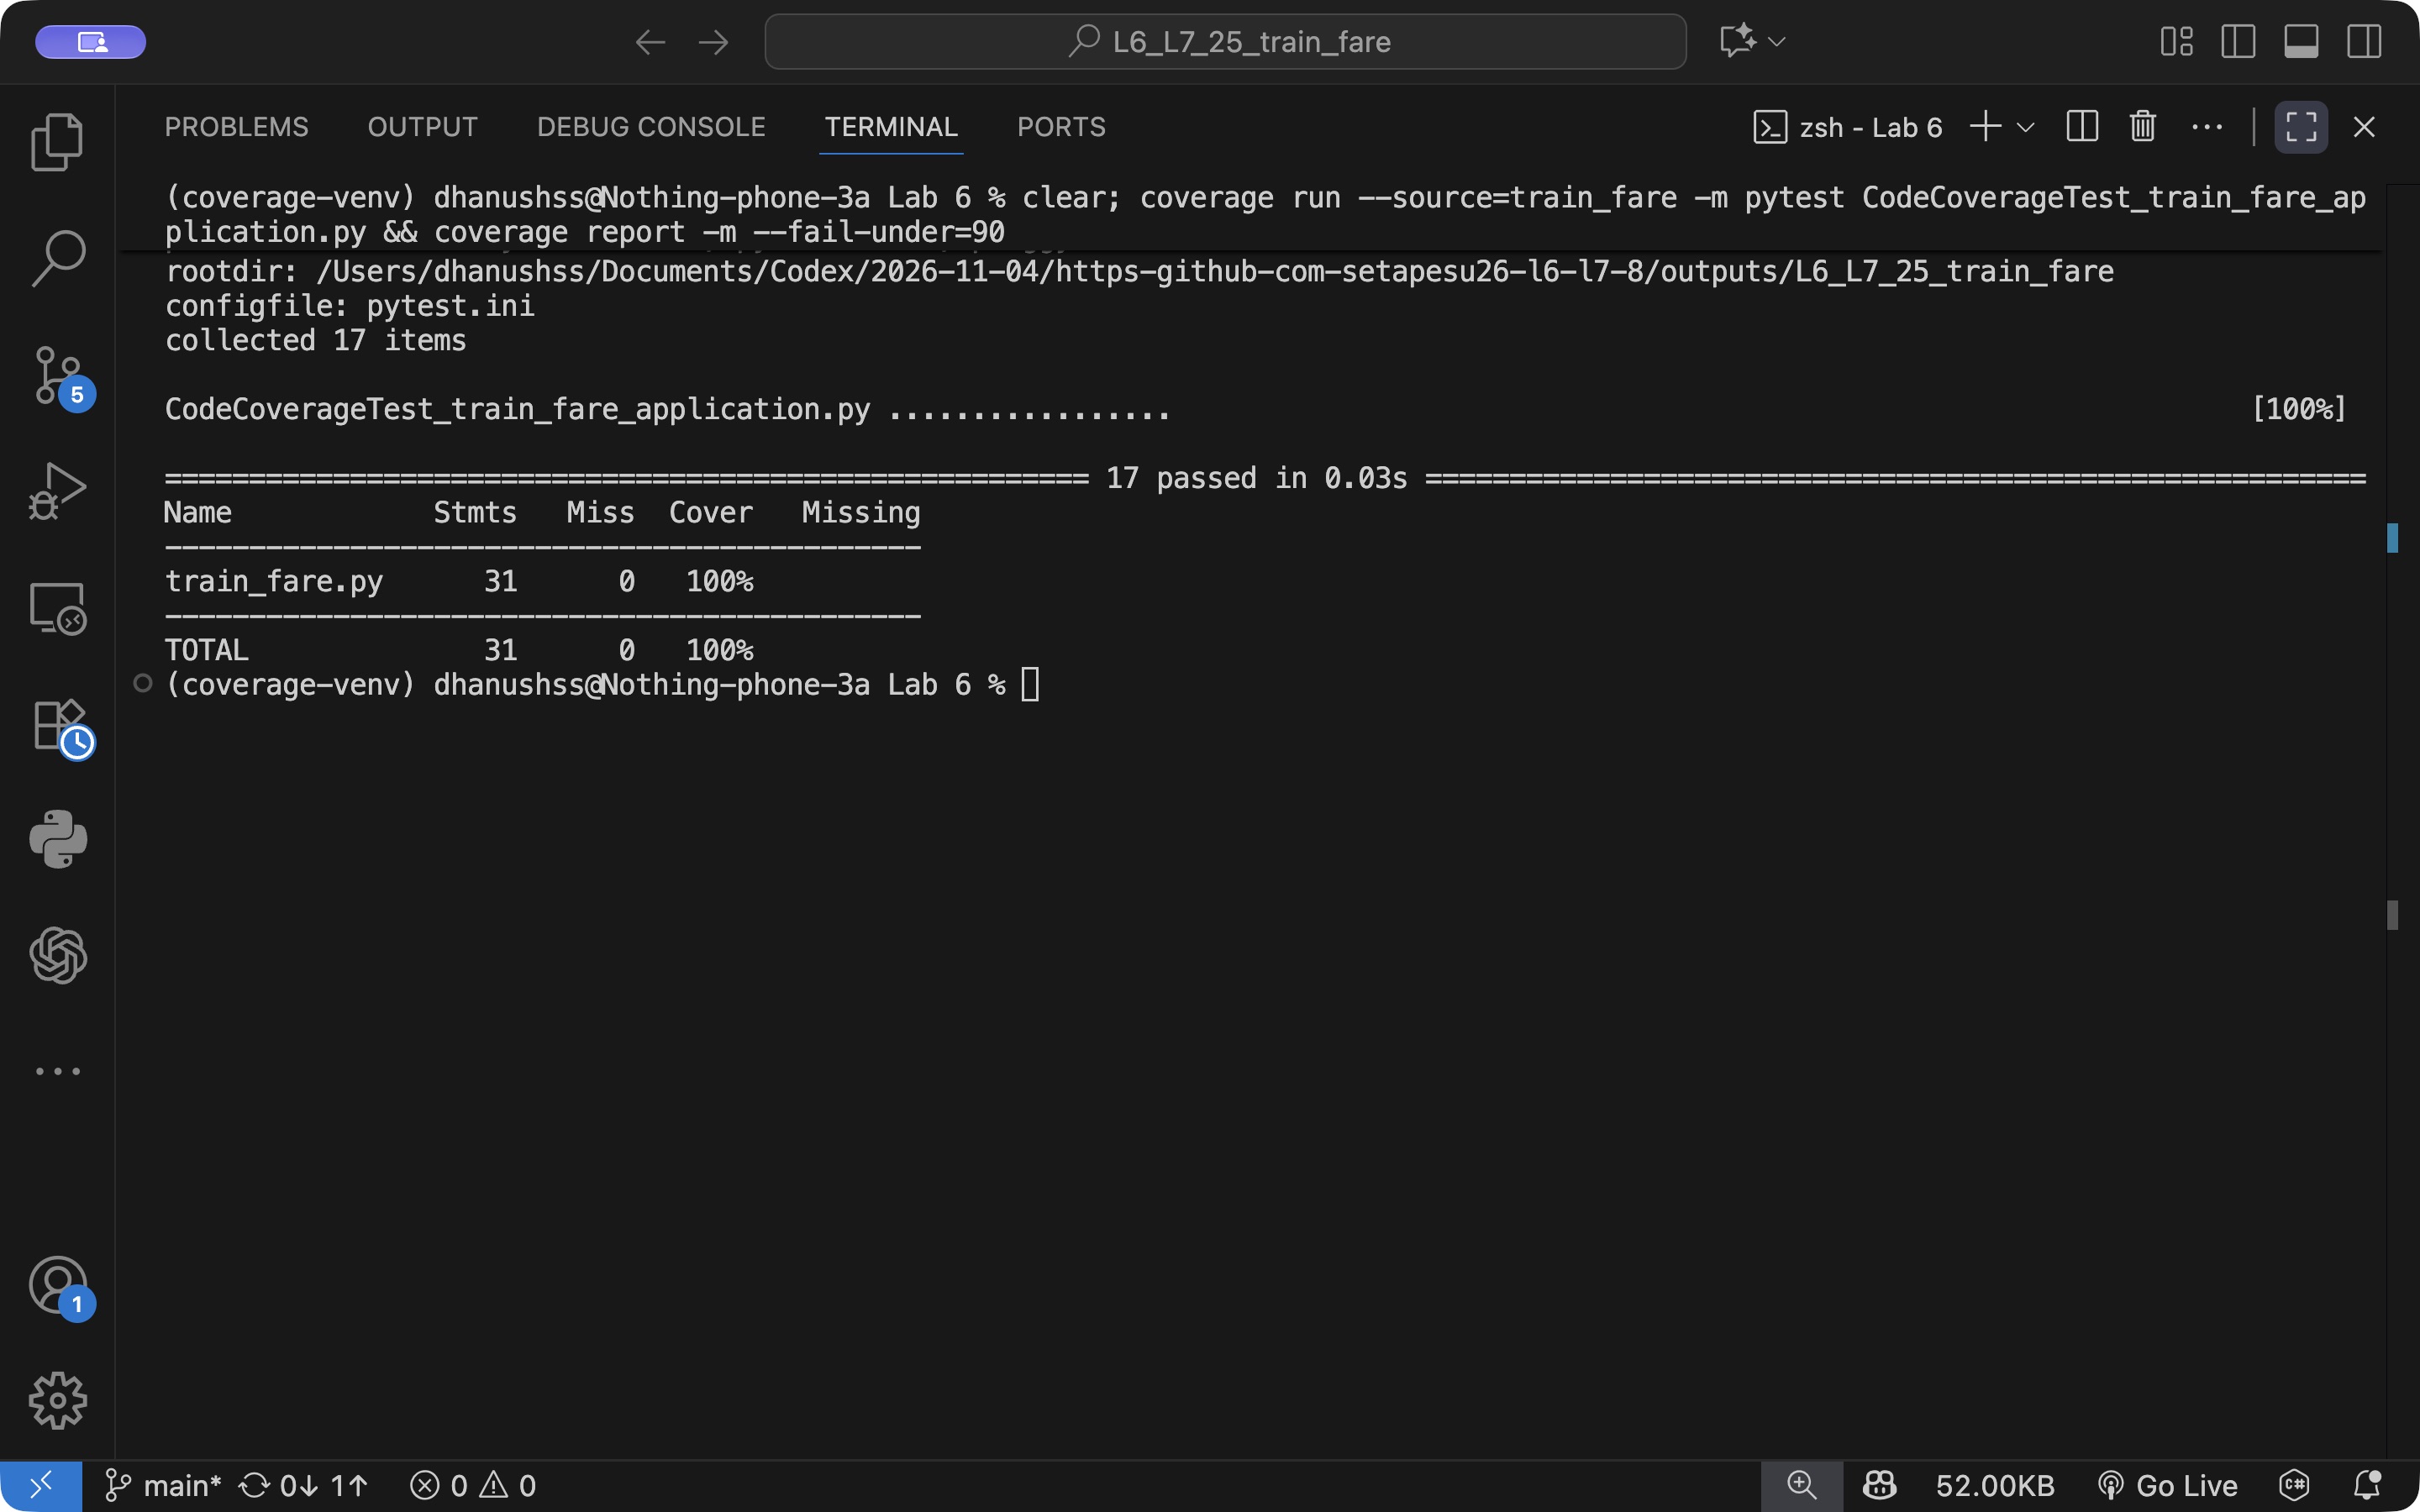 L6_L7_25_train_fare
PROBLEMS OUTPUT DEBUG CONSOLE TERMINAL PORTS
zsh - Lab 6
(coverage-venv) dhanushss@Nothing-phone-3a Lab 6 % clear; coverage run --source=train_fare -m pytest CodeCoverageTest_train_fare_ap
plication.py && coverage report -m --fail-under=90
rootdir: /Users/dhanushss/Documents/Codex/2026-11-04/https-github-com-setapesu26-l6-l7-8/outputs/L6_L7_25_train_fare
configfile: pytest.ini
collected 17 items
CodeCoverageTest_train_fare_application.py ................. [100%]
======================================================= 17 passed in 0.03s ========================================================
Name            Stmts   Miss  Cover   Missing
---------------------------------------------
train_fare.py      31      0   100%
---------------------------------------------
TOTAL              31      0   100%
(coverage-venv) dhanushss@Nothing-phone-3a Lab 6 %
5
1
main* 0↓ 1↑ 0 0 52.00KB Go Live C#